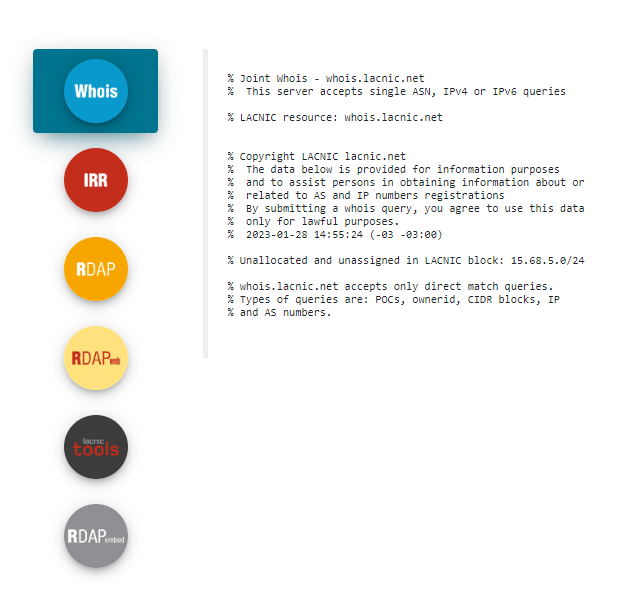 Whois
IRR
RDAP
RDAPweb
lacnic
tools
RDAPembed
% Joint Whois - whois.lacnic.net
%  This server accepts single ASN, IPv4 or IPv6 queries
% LACNIC resource: whois.lacnic.net
% Copyright LACNIC lacnic.net
%  The data below is provided for information purposes
%  and to assist persons in obtaining information about or
%  related to AS and IP numbers registrations
%  By submitting a whois query, you agree to use this data
%  only for lawful purposes.
%  2023-01-28 14:55:24 (-03 -03:00)
% Unallocated and unassigned in LACNIC block: 15.68.5.0/24
% whois.lacnic.net accepts only direct match queries.
% Types of queries are: POCs, ownerid, CIDR blocks, IP
% and AS numbers.